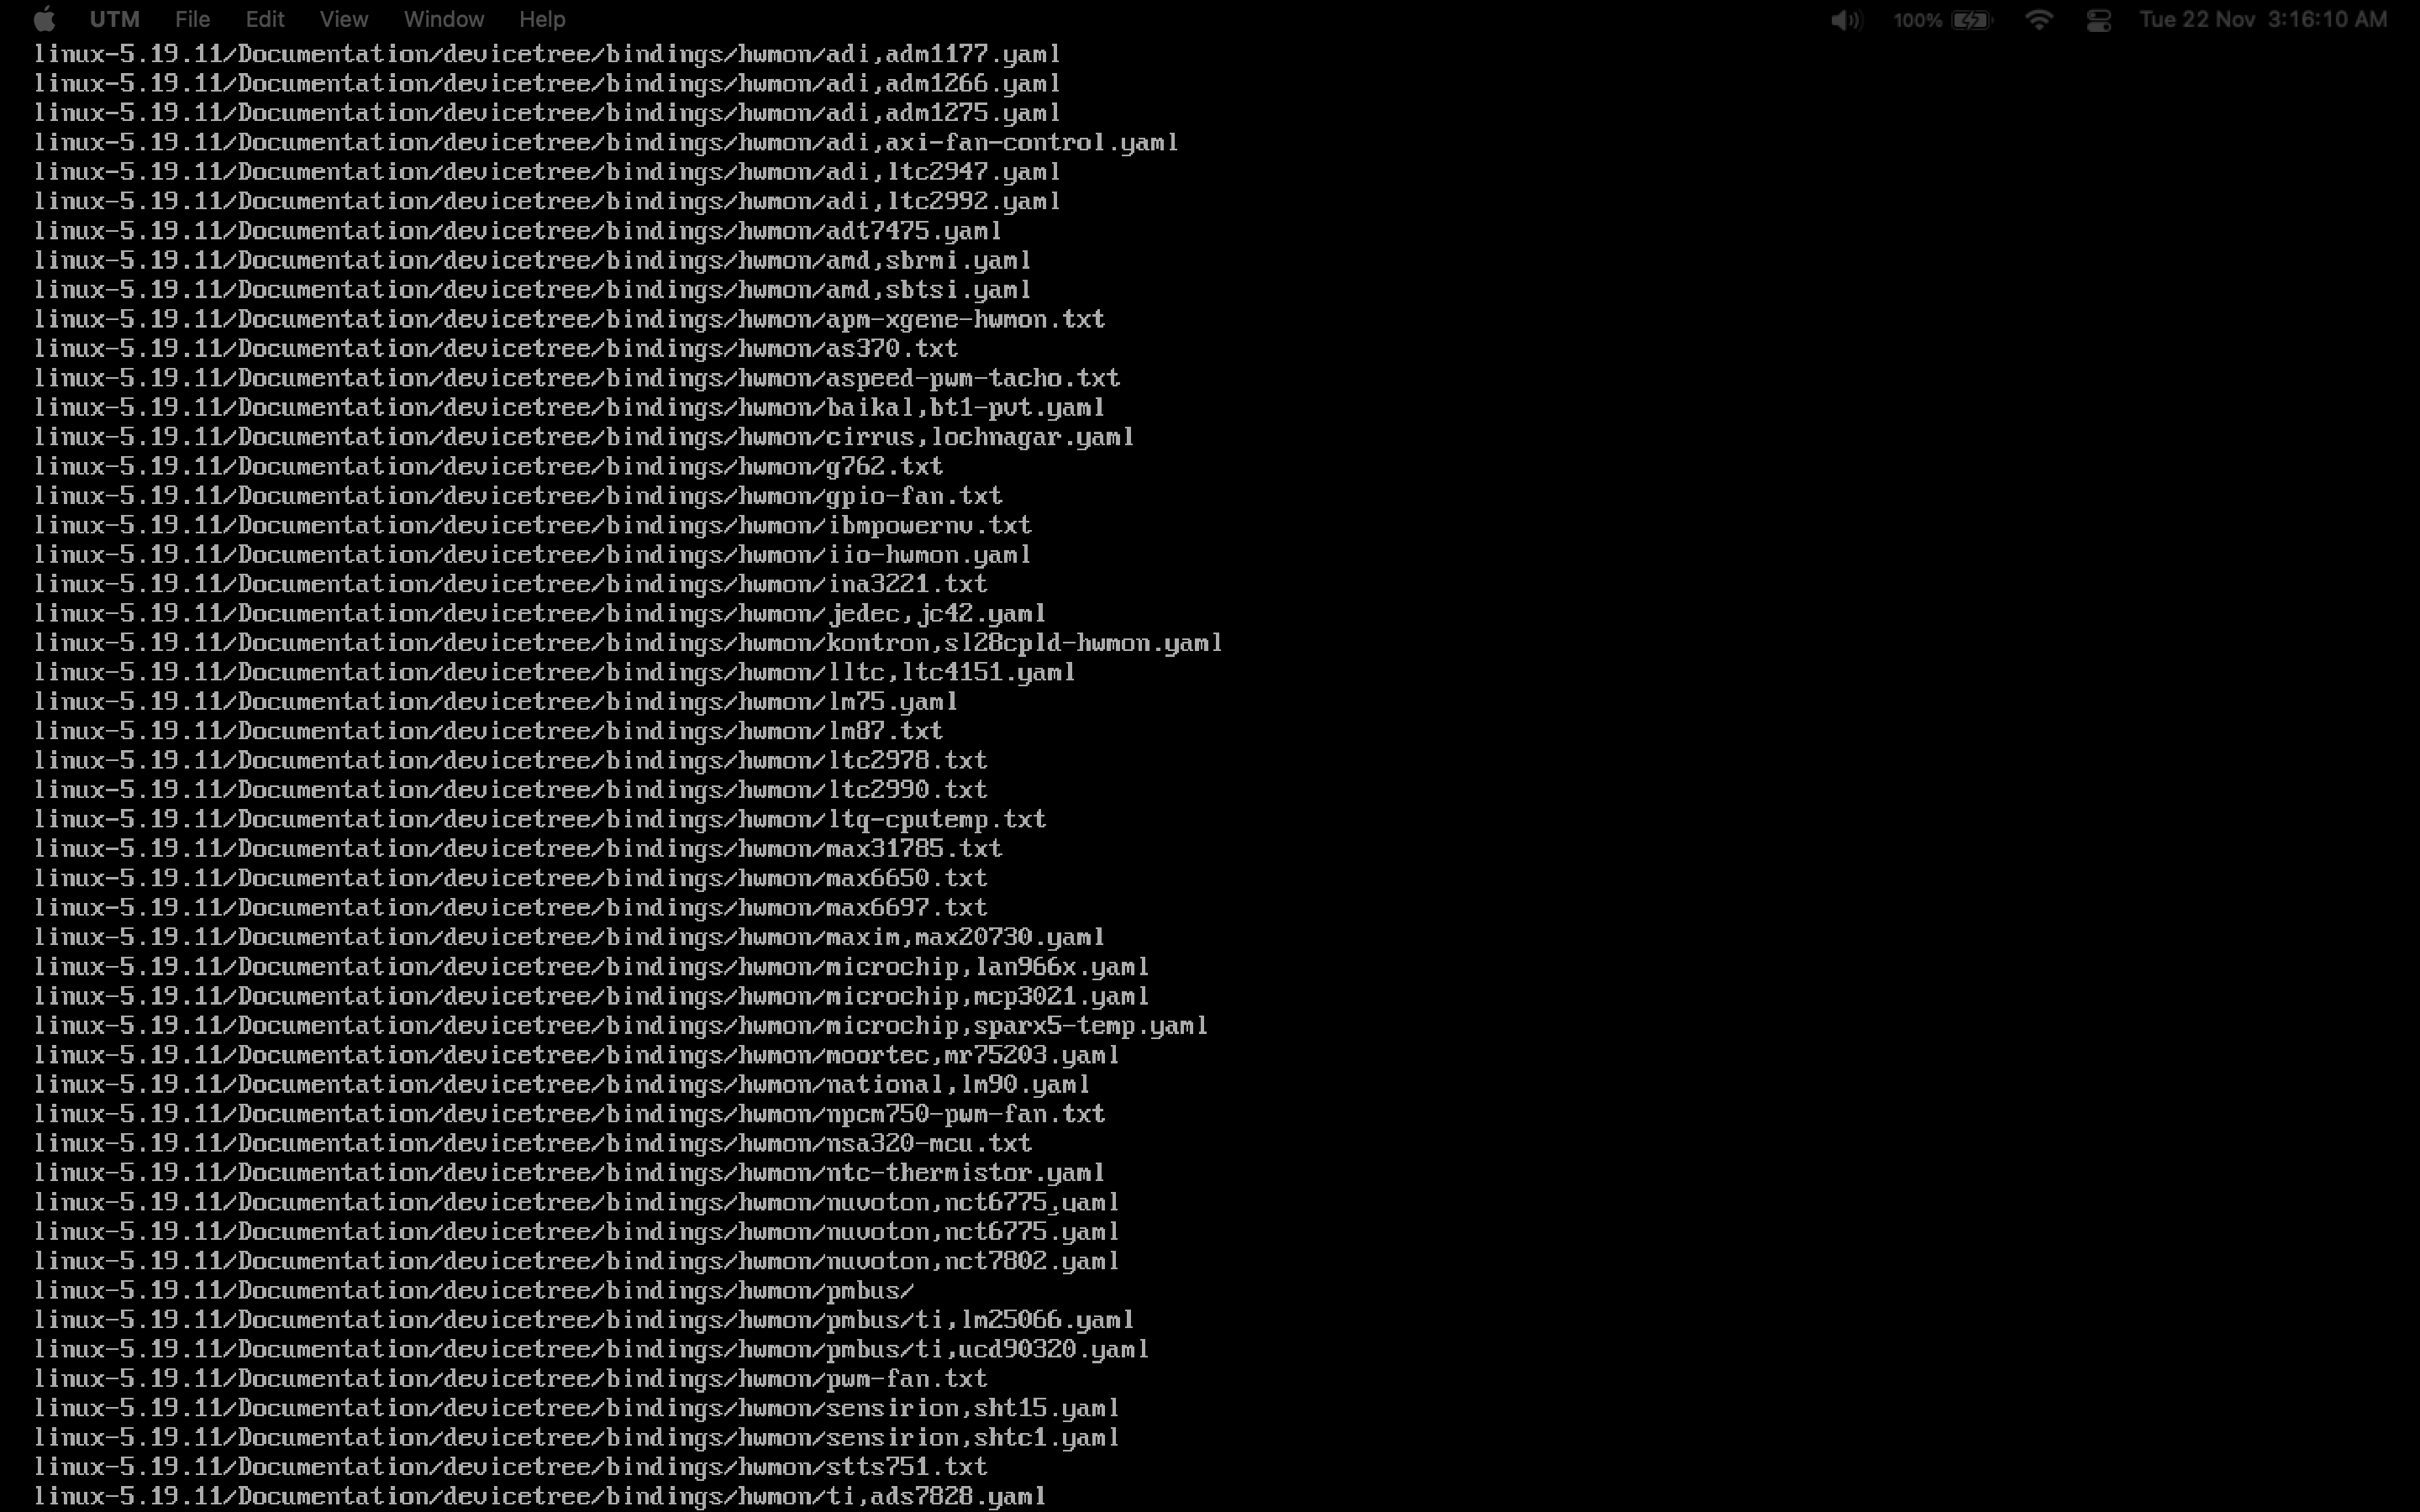 UTM File Edit View Window Help 100% Tue 22 Nov 3:16:10 AM
linux-5.19.11/Documentation/devicetree/bindings/hwmon/adi,adm1177.yaml
linux-5.19.11/Documentation/devicetree/bindings/hwmon/adi,adm1266.yaml
linux-5.19.11/Documentation/devicetree/bindings/hwmon/adi,adm1275.yaml
linux-5.19.11/Documentation/devicetree/bindings/hwmon/adi,axi-fan-control.yaml
linux-5.19.11/Documentation/devicetree/bindings/hwmon/adi,ltc2947.yaml
linux-5.19.11/Documentation/devicetree/bindings/hwmon/adi,ltc2992.yaml
linux-5.19.11/Documentation/devicetree/bindings/hwmon/adt7475.yaml
linux-5.19.11/Documentation/devicetree/bindings/hwmon/amd,sbrmi.yaml
linux-5.19.11/Documentation/devicetree/bindings/hwmon/amd,sbtsi.yaml
linux-5.19.11/Documentation/devicetree/bindings/hwmon/apm-xgene-hwmon.txt
linux-5.19.11/Documentation/devicetree/bindings/hwmon/as370.txt
linux-5.19.11/Documentation/devicetree/bindings/hwmon/aspeed-pwm-tacho.txt
linux-5.19.11/Documentation/devicetree/bindings/hwmon/baikal,bt1-pvt.yaml
linux-5.19.11/Documentation/devicetree/bindings/hwmon/cirrus,lochnagar.yaml
linux-5.19.11/Documentation/devicetree/bindings/hwmon/g762.txt
linux-5.19.11/Documentation/devicetree/bindings/hwmon/gpio-fan.txt
linux-5.19.11/Documentation/devicetree/bindings/hwmon/ibmpowernv.txt
linux-5.19.11/Documentation/devicetree/bindings/hwmon/iio-hwmon.yaml
linux-5.19.11/Documentation/devicetree/bindings/hwmon/ina3221.txt
linux-5.19.11/Documentation/devicetree/bindings/hwmon/jedec,jc42.yaml
linux-5.19.11/Documentation/devicetree/bindings/hwmon/kontron,sl28cpld-hwmon.yaml
linux-5.19.11/Documentation/devicetree/bindings/hwmon/lltc,ltc4151.yaml
linux-5.19.11/Documentation/devicetree/bindings/hwmon/lm75.yaml
linux-5.19.11/Documentation/devicetree/bindings/hwmon/lm87.txt
linux-5.19.11/Documentation/devicetree/bindings/hwmon/ltc2978.txt
linux-5.19.11/Documentation/devicetree/bindings/hwmon/ltc2990.txt
linux-5.19.11/Documentation/devicetree/bindings/hwmon/ltq-cputemp.txt
linux-5.19.11/Documentation/devicetree/bindings/hwmon/max31785.txt
linux-5.19.11/Documentation/devicetree/bindings/hwmon/max6650.txt
linux-5.19.11/Documentation/devicetree/bindings/hwmon/max6697.txt
linux-5.19.11/Documentation/devicetree/bindings/hwmon/maxim,max20730.yaml
linux-5.19.11/Documentation/devicetree/bindings/hwmon/microchip,lan966x.yaml
linux-5.19.11/Documentation/devicetree/bindings/hwmon/microchip,mcp3021.yaml
linux-5.19.11/Documentation/devicetree/bindings/hwmon/microchip,sparx5-temp.yaml
linux-5.19.11/Documentation/devicetree/bindings/hwmon/moortec,mr75203.yaml
linux-5.19.11/Documentation/devicetree/bindings/hwmon/national,lm90.yaml
linux-5.19.11/Documentation/devicetree/bindings/hwmon/npcm750-pwm-fan.txt
linux-5.19.11/Documentation/devicetree/bindings/hwmon/nsa320-mcu.txt
linux-5.19.11/Documentation/devicetree/bindings/hwmon/ntc-thermistor.yaml
linux-5.19.11/Documentation/devicetree/bindings/hwmon/nuvoton,nct6775.yaml
linux-5.19.11/Documentation/devicetree/bindings/hwmon/nuvoton,nct6775.yaml
linux-5.19.11/Documentation/devicetree/bindings/hwmon/nuvoton,nct7802.yaml
linux-5.19.11/Documentation/devicetree/bindings/hwmon/pmbus/
linux-5.19.11/Documentation/devicetree/bindings/hwmon/pmbus/ti,lm25066.yaml
linux-5.19.11/Documentation/devicetree/bindings/hwmon/pmbus/ti,ucd90320.yaml
linux-5.19.11/Documentation/devicetree/bindings/hwmon/pwm-fan.txt
linux-5.19.11/Documentation/devicetree/bindings/hwmon/sensirion,sht15.yaml
linux-5.19.11/Documentation/devicetree/bindings/hwmon/sensirion,shtc1.yaml
linux-5.19.11/Documentation/devicetree/bindings/hwmon/stts751.txt
linux-5.19.11/Documentation/devicetree/bindings/hwmon/ti,ads7828.yaml